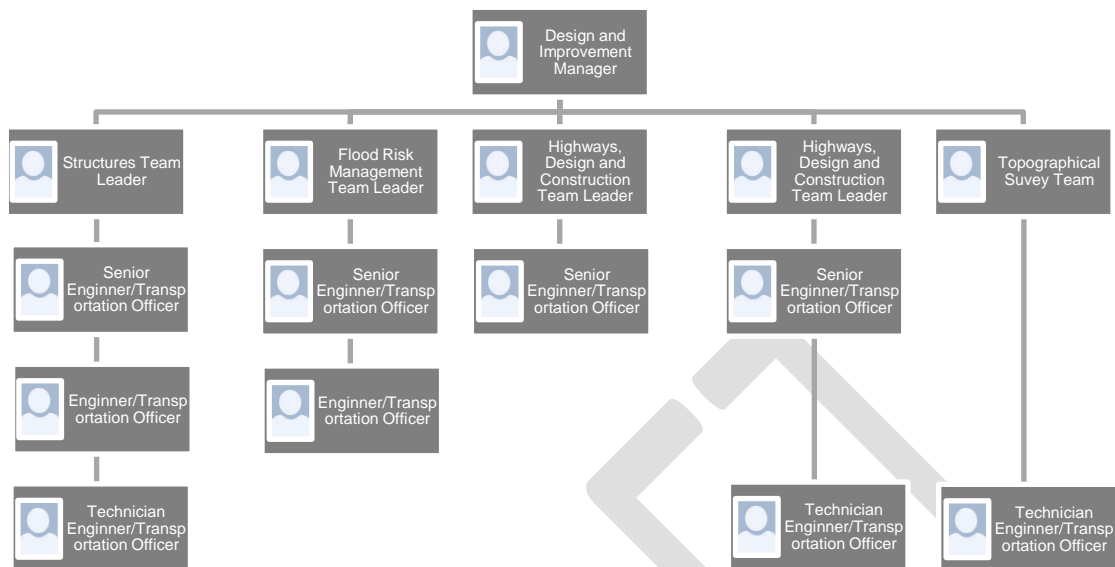 Design and
Improvement
Manager
Structures Team
Leader
Flood Risk
Management
Team Leader
Highways,
Design and
Construction
Team Leader
Highways,
Design and
Construction
Team Leader
Topographical
Suvey Team
Senior
Enginner/Transp
ortation Officer
Senior
Enginner/Transp
ortation Officer
Senior
Enginner/Transp
ortation Officer
Senior
Enginner/Transp
ortation Officer
Enginner/Transp
ortation Officer
Enginner/Transp
ortation Officer
Technician
Enginner/Transp
ortation Officer
Technician
Enginner/Transp
ortation Officer
Technician
Enginner/Transp
ortation Officer